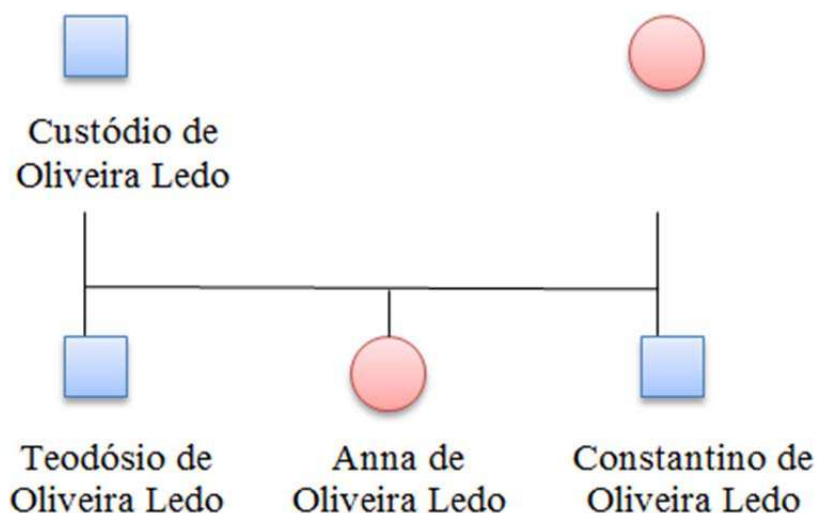 Custódio de
Oliveira Ledo
Teodósio de
Oliveira Ledo
Anna de
Oliveira Ledo
Constantino de
Oliveira Ledo